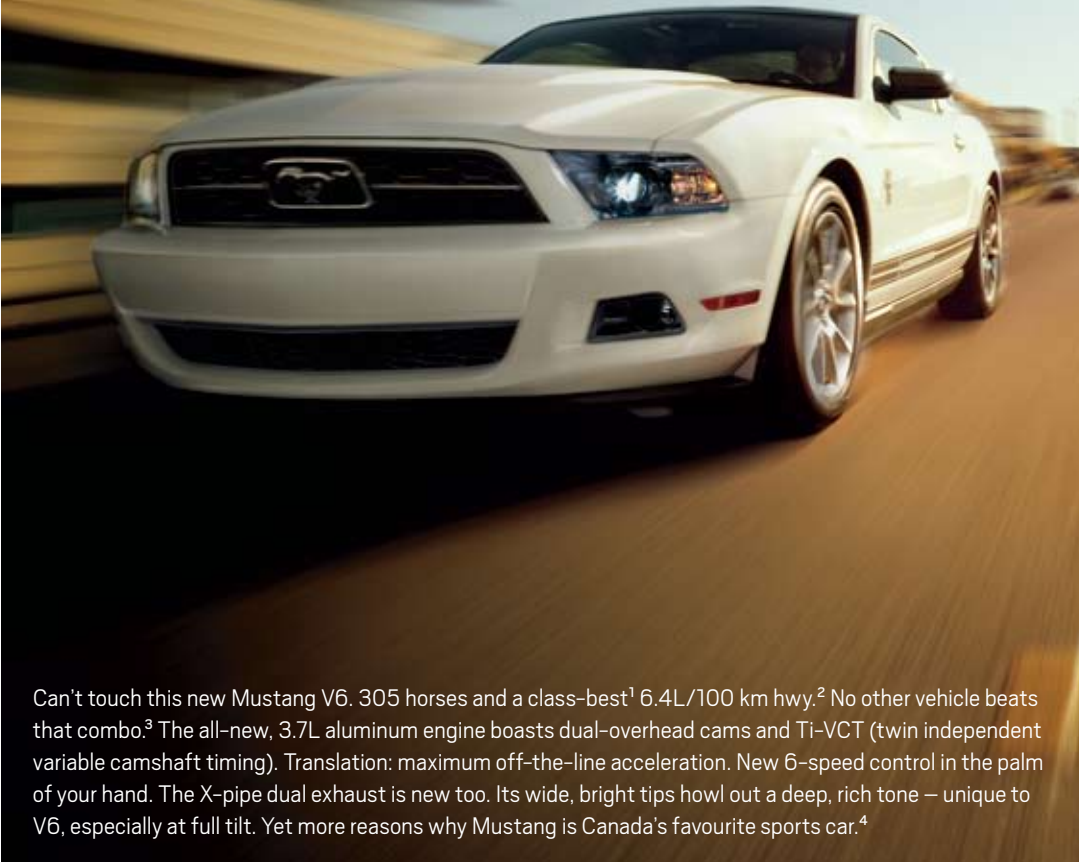 Can't touch this new Mustang V6. 305 horses and a class-best¹ 6.4L/100 km hwy.² No other vehicle beats
that combo.³ The all-new, 3.7L aluminum engine boasts dual-overhead cams and Ti-VCT (twin independent
variable camshaft timing). Translation: maximum off-the-line acceleration. New 6-speed control in the palm
of your hand. The X-pipe dual exhaust is new too. Its wide, bright tips howl out a deep, rich tone – unique to
V6, especially at full tilt. Yet more reasons why Mustang is Canada's favourite sports car.⁴